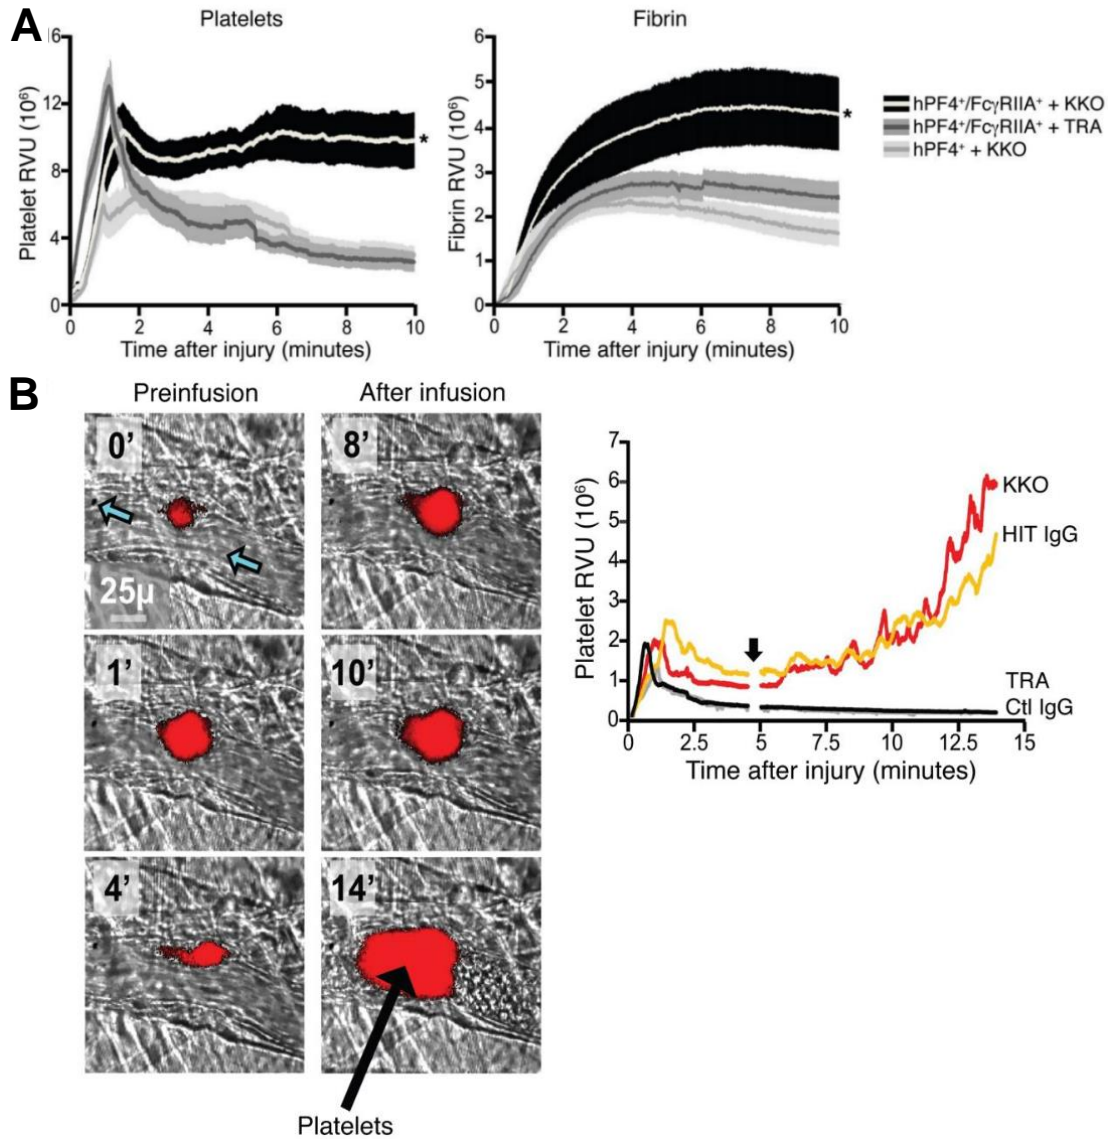 A
Platelets
Fibrin
Platelet RVU (10⁶)
16
12
8
4
0
0 2 4 6 8 10
Time after injury (minutes)
*
Fibrin RVU (10⁶)
6
5
4
3
2
1
0
0 2 4 6 8 10
Time after injury (minutes)
*
hPF4⁺/FcγRIIA⁺ + KKO
hPF4⁺/FcγRIIA⁺ + TRA
hPF4⁺ + KKO
B
Preinfusion
After infusion
0’
8’
25µ
1’
10’
4’
14’
Platelets
Platelet RVU (10⁶)
7
6
5
4
3
2
1
0
0 2.5 5 7.5 10 12.5 15
Time after injury (minutes)
KKO
HIT IgG
TRA
Ctl IgG